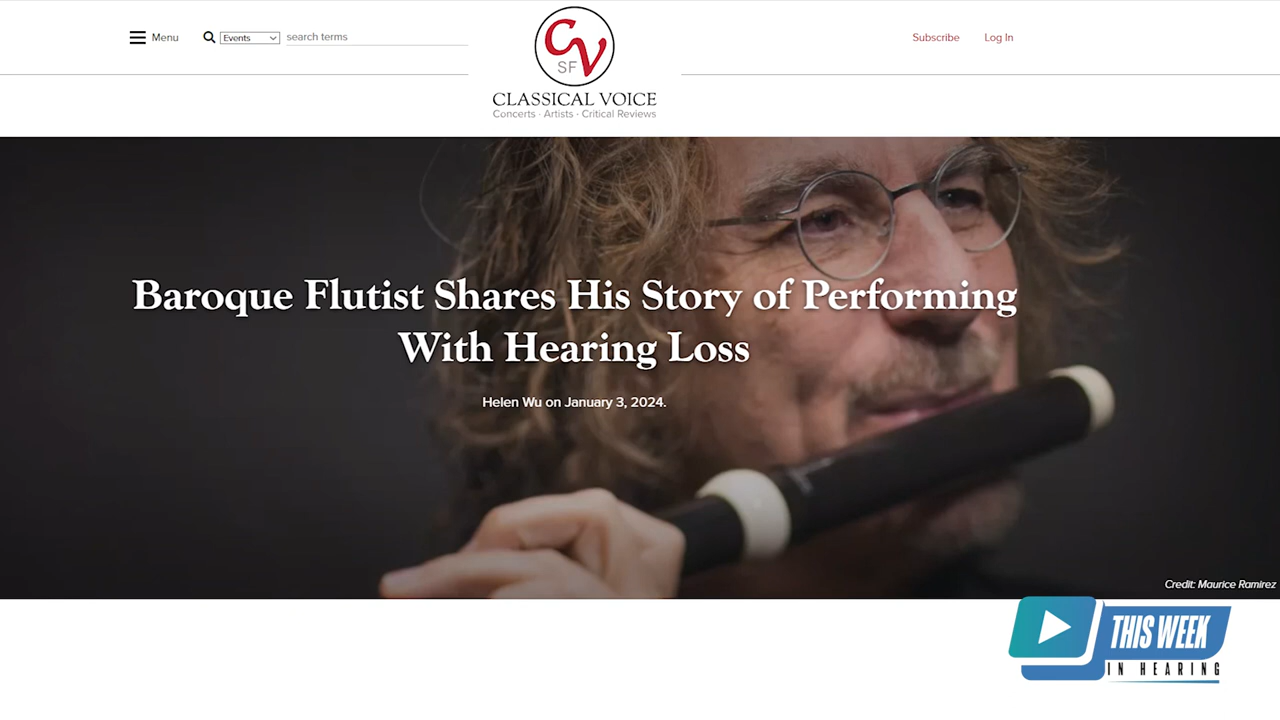 Menu
Events
search terms
CV
SF
CLASSICAL VOICE
Concerts · Artists · Critical Reviews
Subscribe
Log In
Baroque Flutist Shares His Story of Performing
With Hearing Loss
Helen Wu on January 3, 2024.
Credit: Maurice Ramirez
THIS WEEK
IN HEARING